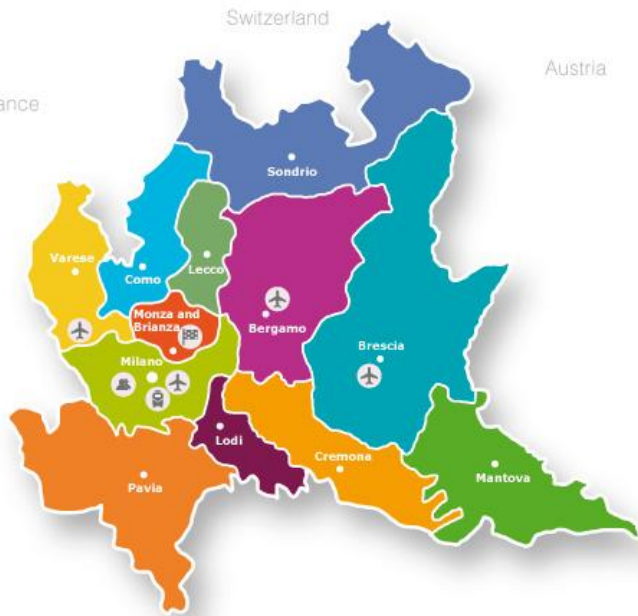 Switzerland
Austria
ance
Sondrio
Varese
Como
Lecco
Monza and
Brianza
Bergamo
Milano
Brescia
Lodi
Cremona
Pavia
Mantova